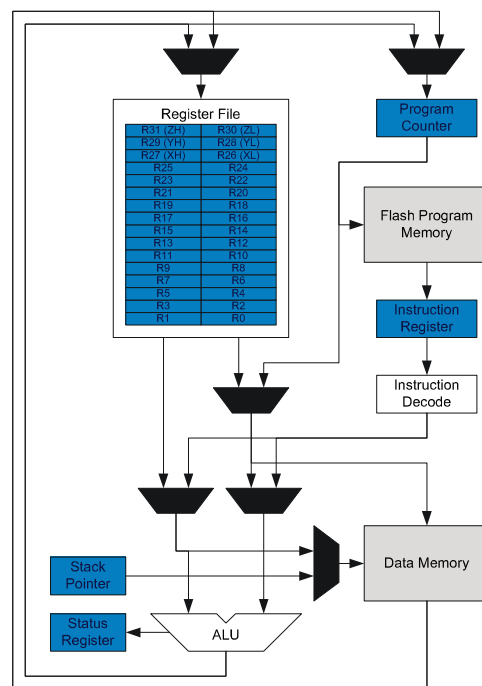 Register File
R31 (ZH) R30 (ZL)
R29 (YH) R28 (YL)
R27 (XH) R26 (XL)
R25 R24
R23 R22
R21 R20
R19 R18
R17 R16
R15 R14
R13 R12
R11 R10
R9 R8
R7 R6
R5 R4
R3 R2
R1 R0
Program
Counter
Flash Program
Memory
Instruction
Register
Instruction
Decode
Stack
Pointer
Data Memory
Status
Register
ALU